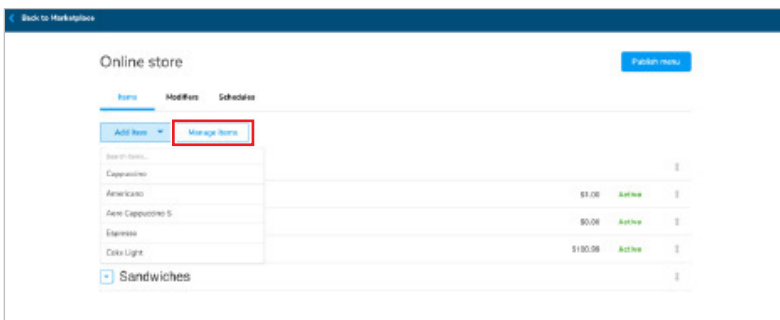 Back to Marketplace
Online store
Publish menu
Items Modifiers Schedules
Add Item Manage Items
Search items...
Cappuccino
Americano $1.00 Active
Aero Cappuccino S
$0.00 Active
Espresso
Coke Light $100.99 Active
Sandwiches